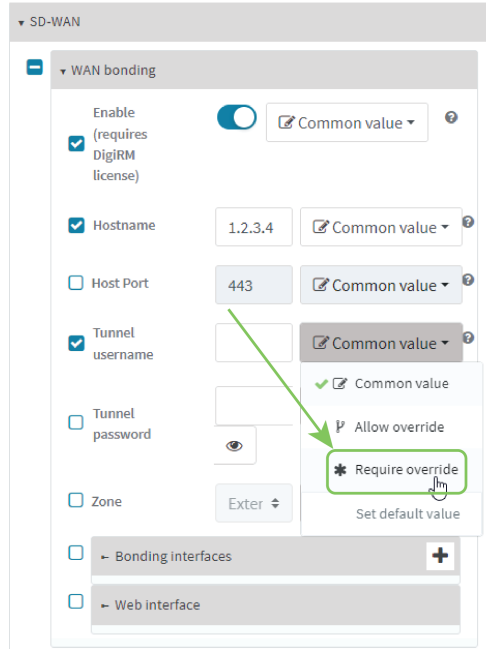 SD-WAN
WAN bonding
Enable
(requires
DigiRM
license)
Common value
Hostname
1.2.3.4
Common value
Host Port
443
Common value
Tunnel
username
Common value
Common value
Tunnel
password
Allow override
Require override
Zone
Exter
Set default value
Bonding interfaces
Web interface